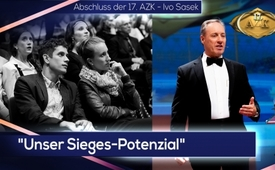 Abschluss der 17. AZK - Ivo Sasek
"Unser Sieges-Potenzial"